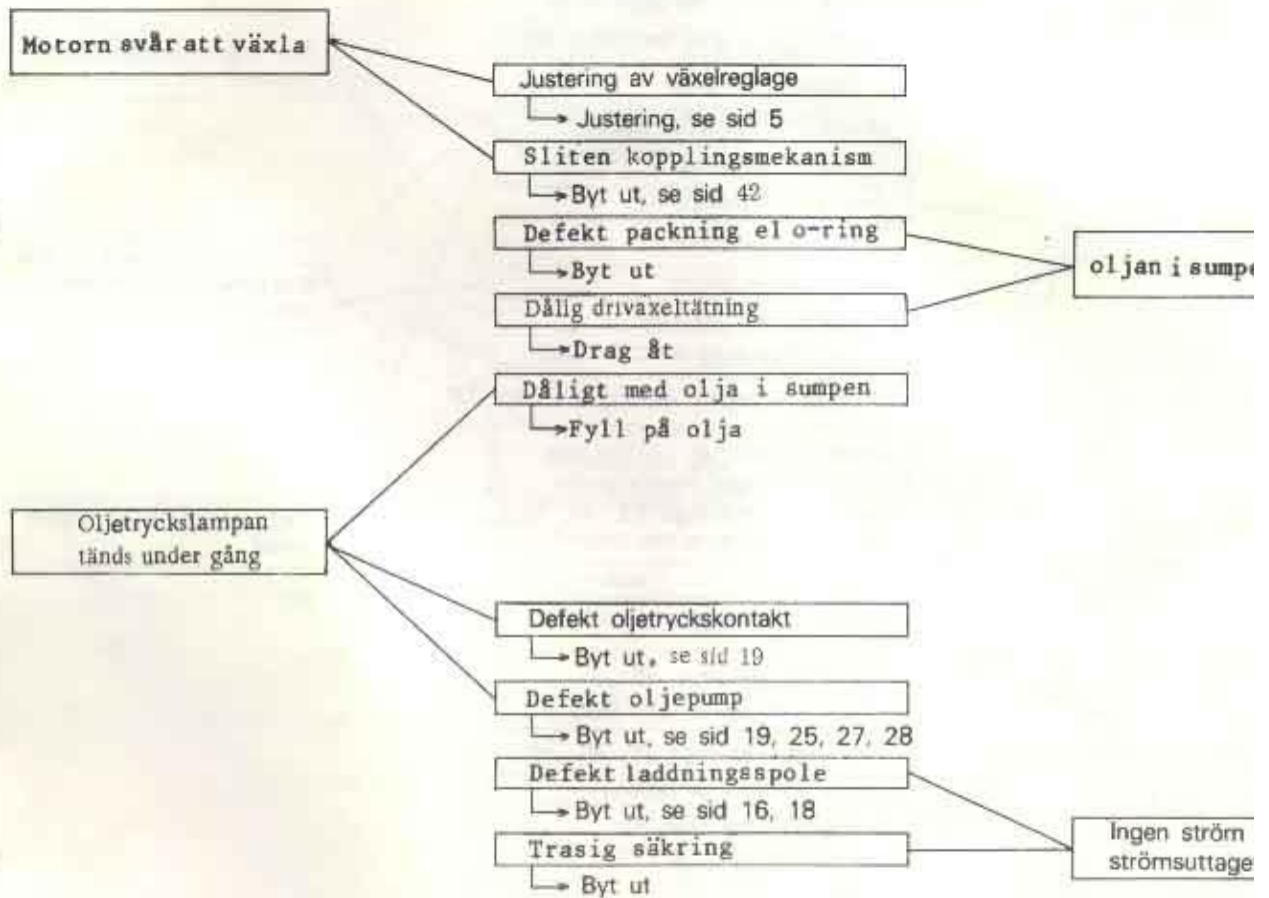 Motorn svår att växla
Justering av växelreglage
Justering, se sid 5
Sliten kopplingsmekanism
Byt ut, se sid 42
Defekt packning el o-ring
Byt ut
oljan i sumpe
Dålig drivaxeltätning
Drag åt
Dåligt med olja i sumpen
Fyll på olja
Oljetryckslampan
tänds under gång
Defekt oljetryckskontakt
Byt ut, se sid 19
Defekt oljepump
Byt ut, se sid 19, 25, 27, 28
Defekt laddningsspole
Byt ut, se sid 16, 18
Trasig säkring
Byt ut
Ingen ström
strömsuttage